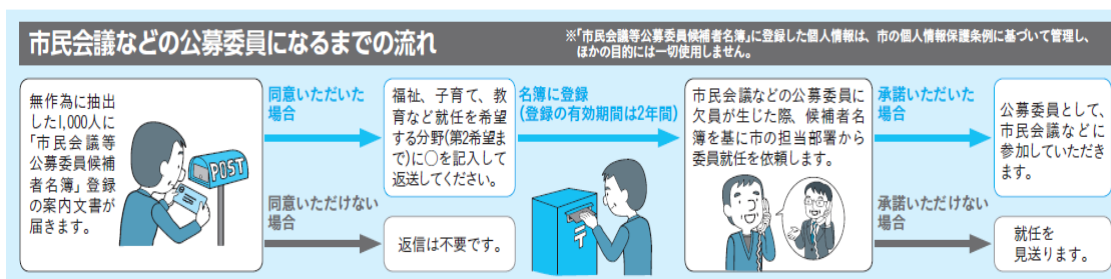 市民会議などの公募委員になるまでの流れ
※「市民会議等公募委員候補者名簿」に登録した個人情報は、市の個人情報保護条例に基づいて管理し、
ほかの目的には一切使用しません。
無作為に抽出
した1,000人に
「市民会議等
公募委員候補
者名簿」登録
の案内文書が
届きます。
POST
同意いただいた
場合
福祉、子育て、教
育など就任を希望
する分野(第2希望ま
で)に○を記入して
返送してください。
同意いただけない
場合
返信は不要です。
名簿に登録
(登録の有効期間は2年間)
〒
市民会議などの公募委員に
欠員が生じた際、候補者名
簿を基に市の担当部署から
委員就任を依頼します。
承諾いただいた
場合
公募委員として、
市民会議などに
参加していただき
ます。
承諾いただけない
場合
就任を
見送ります。